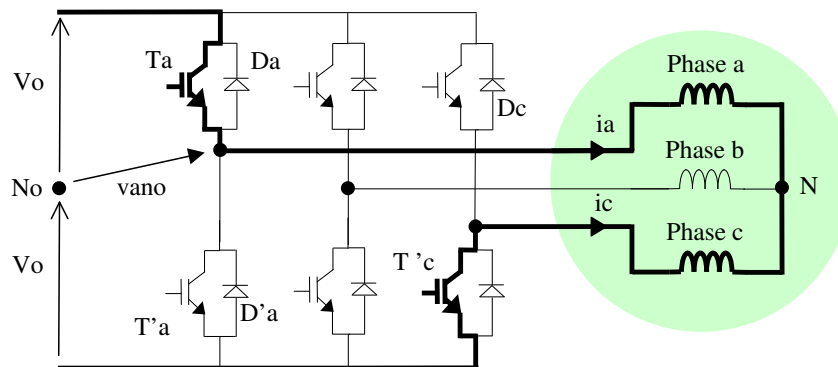 Vo
Ta
Da
Dc
Phase a
ia
Phase b
No
vano
N
ic
Phase c
Vo
T 'c
T'a
D'a